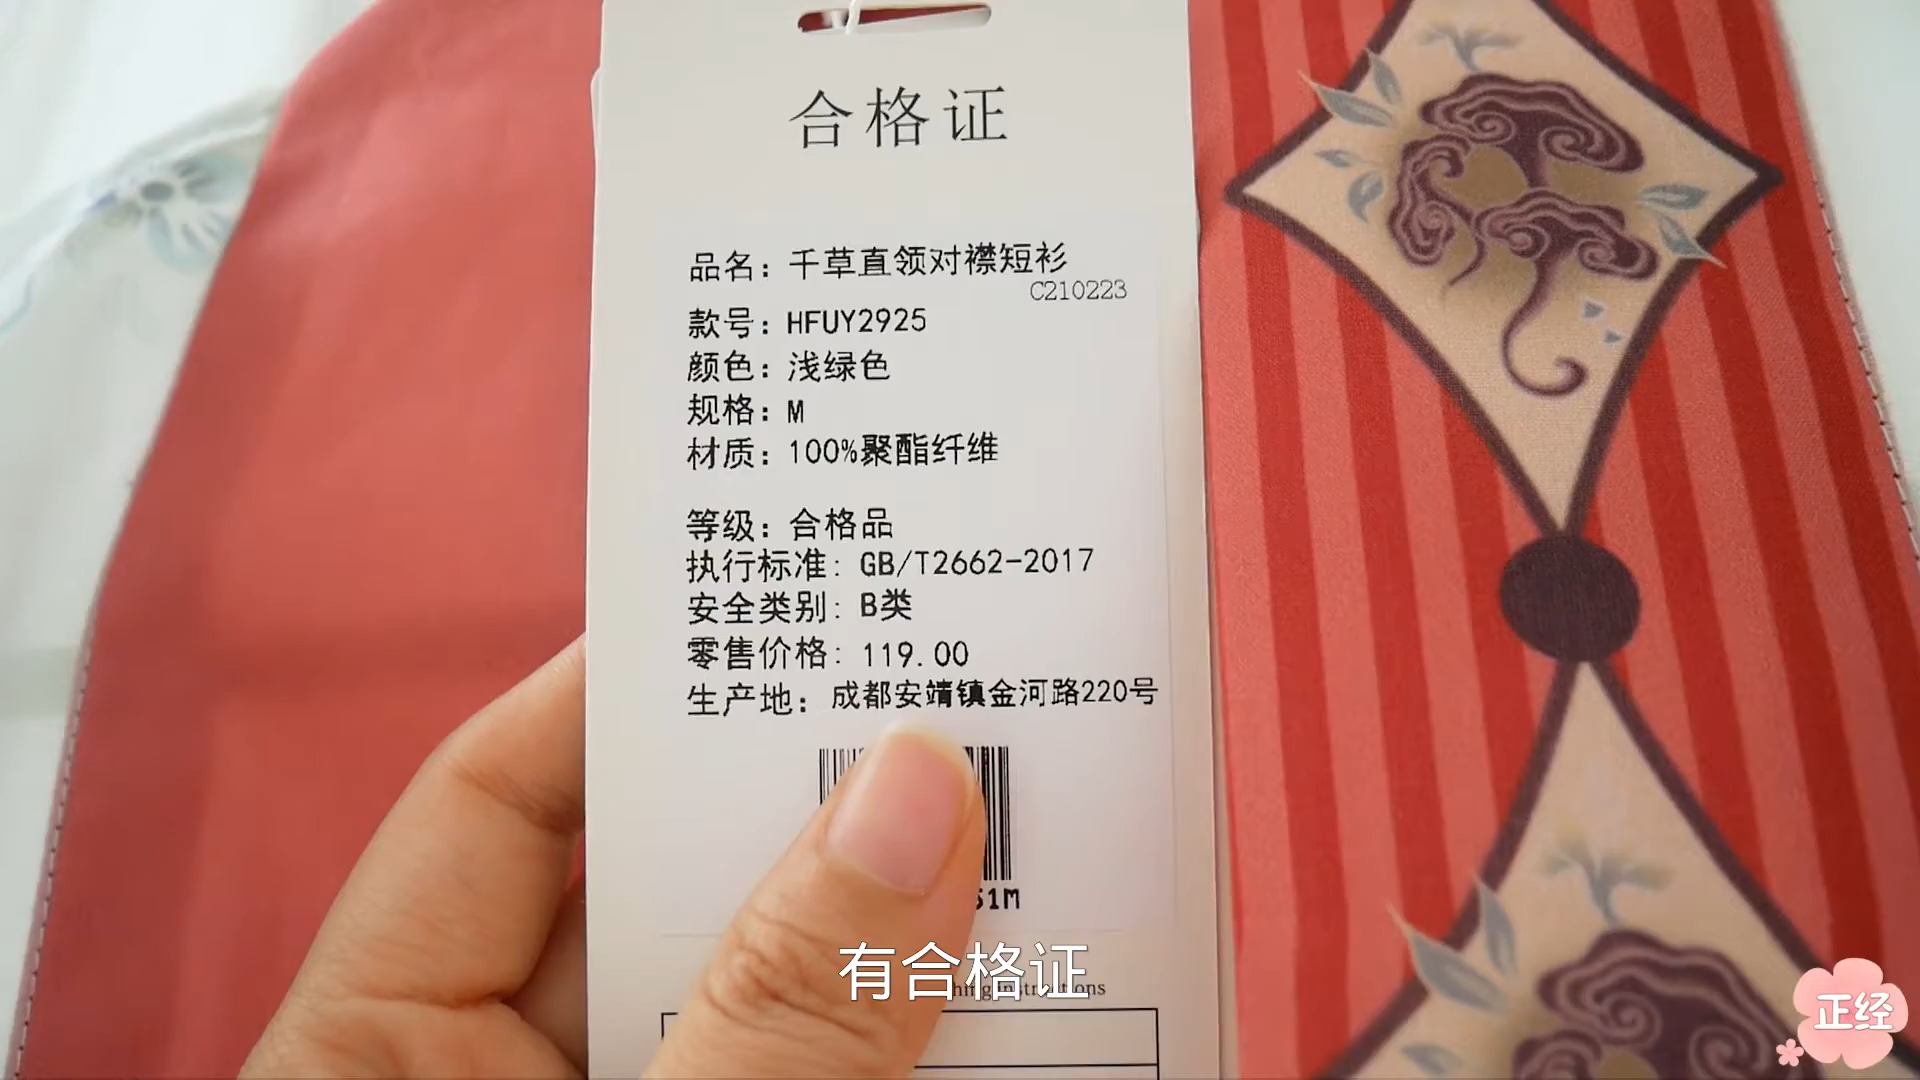 合格证
品名：千草直领对襟短衫
C210223
款号：HFUY2925
颜色：浅绿色
规格：M
材质：100%聚酯纤维
等级：合格品
执行标准：GB/T2662-2017
安全类别：B类
零售价格：119.00
生产地：成都安靖镇金河路220号
51M
有合格证
正经